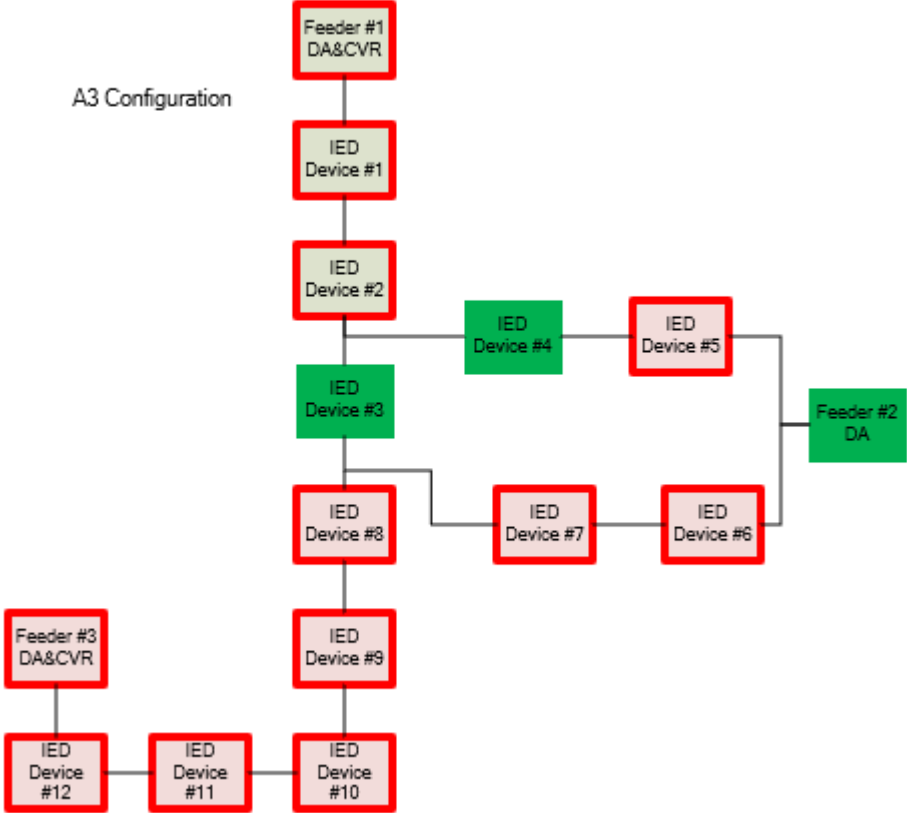 Feeder #1
DA&CVR
A3 Configuration
IED
Device #1
IED
Device #2
IED
Device #4
IED
Device #5
IED
Device #3
Feeder #2
DA
IED
Device #8
IED
Device #7
IED
Device #6
Feeder #3
DA&CVR
IED
Device #9
IED
Device
#12
IED
Device
#11
IED
Device
#10